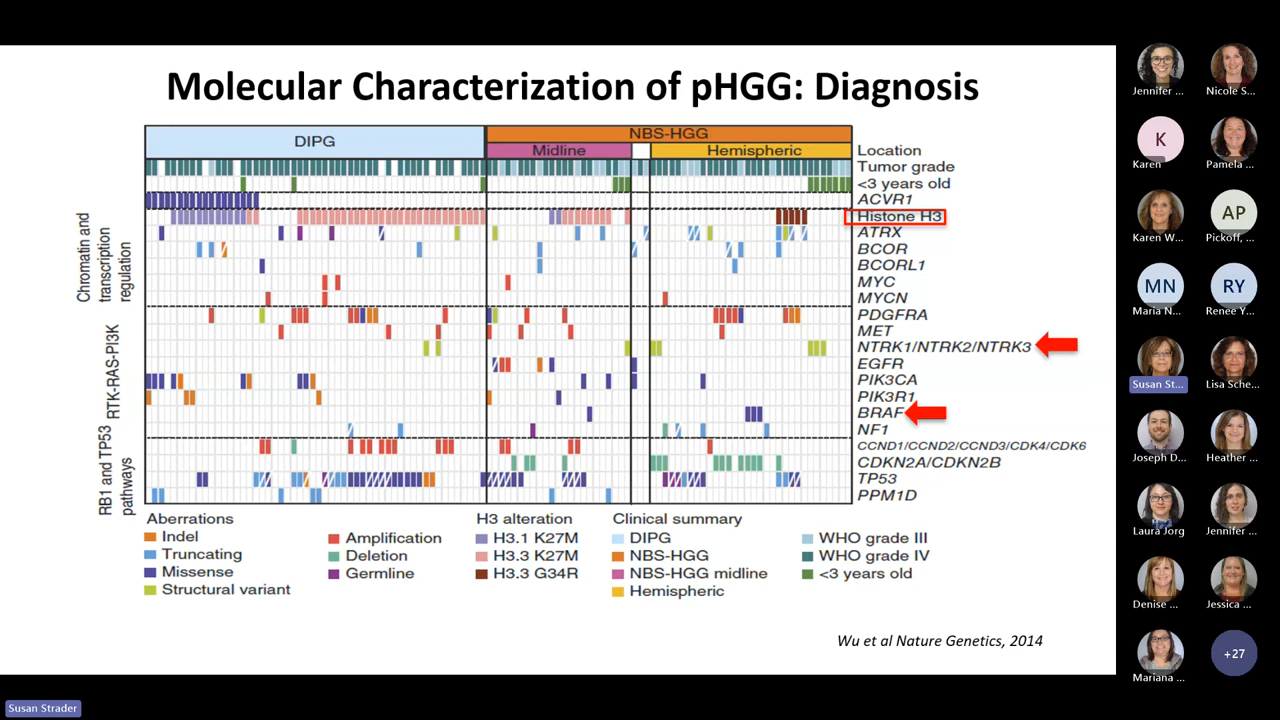 Molecular Characterization of pHGG: Diagnosis
DIPG
NBS-HGG
Midline
Hemispheric
Location
Tumor grade
<3 years old
ACVR1
Histone H3
ATRX
BCOR
BCORL1
MYC
MYCN
PDGFRA
MET
NTRK1/NTRK2/NTRK3
EGFR
PIK3CA
PIK3R1
BRAF
NF1
CCND1/CCND2/CCND3/CDK4/CDK6
CDKN2A/CDKN2B
TP53
PPM1D
Chromatin and
transcription
regulation
RTK-RAS-PI3K
RB1 and TP53
pathways
Aberrations
Indel
Truncating
Missense
Structural variant
Amplification
Deletion
Germline
H3 alteration
H3.1 K27M
H3.3 K27M
H3.3 G34R
Clinical summary
DIPG
NBS-HGG
NBS-HGG midline
Hemispheric
WHO grade III
WHO grade IV
<3 years old
Wu et al Nature Genetics, 2014
Jennifer ...
Nicole S...
K
Karen
Pamela ...
Karen W...
AP
Pickoff, ...
MN
Maria N...
RY
Renee Y...
Susan St...
Lisa Sche...
Joseph D...
Heather ...
Laura Jorg
Jennifer ...
Denise ...
Jessica ...
Mariana ...
+27
Susan Strader